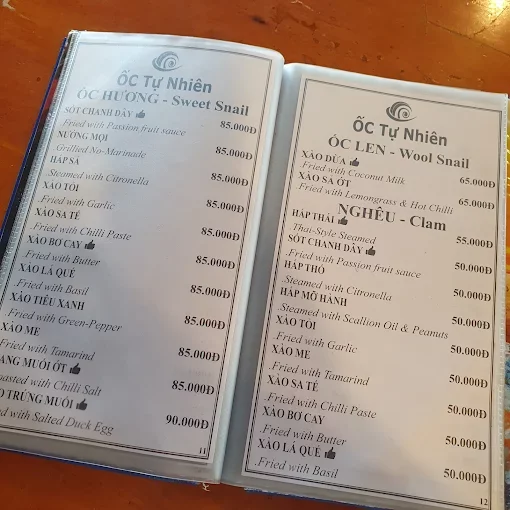 ỐC Tự Nhiên
ỐC HƯƠNG - Sweet Snail
SỐT CHANH DÂY
.Fried with Passion fruit sauce 85.000Đ
NƯỚNG MỌI
.Grillied No-Marinade 85.000Đ
HẤP SẢ
.Steamed with Citronella 85.000Đ
XÀO TỎI
.Fried with Garlic 85.000Đ
XÀO SA TẾ
.Fried with Chilli Paste 85.000Đ
XÀO BƠ CAY
.Fried with Butter 85.000Đ
XÀO LÁ QUẾ
.Fried with Basil 85.000Đ
XÀO TIÊU XANH
.Fried with Green-Pepper 85.000Đ
XÀO ME
.Fried with Tamarind 85.000Đ
ANG MUỐI ỚT
oasted with Chilli Salt 85.000Đ
O TRỨNG MUỐI
ed with Salted Duck Egg 90.000Đ
11
ỐC Tự Nhiên
ỐC LEN - Wool Snail
XÀO DỪA
.Fried with Coconut Milk 65.000Đ
XÀO SA ỚT
.Fried with Lemongrass & Hot Chilli 65.000Đ
NGHÊU - Clam
HẤP THÁI
.Thai-Style Steamed 55.000Đ
SỐT CHANH DÂY
.Fried with Passion fruit sauce 50.000Đ
HẤP THỐ
.Steamed with Citronella 50.000Đ
HẤP MỠ HÀNH
.Steamed with Scallion Oil & Peanuts 50.000Đ
XÀO TỎI
.Fried with Garlic 50.000Đ
XÀO ME
.Fried with Tamarind 50.000Đ
XÀO SA TẾ
.Fried with Chilli Paste 50.000Đ
XÀO BƠ CAY
.Fried with Butter 50.000Đ
XÀO LÁ QUẾ
.Fried with Basil 50.000Đ
12